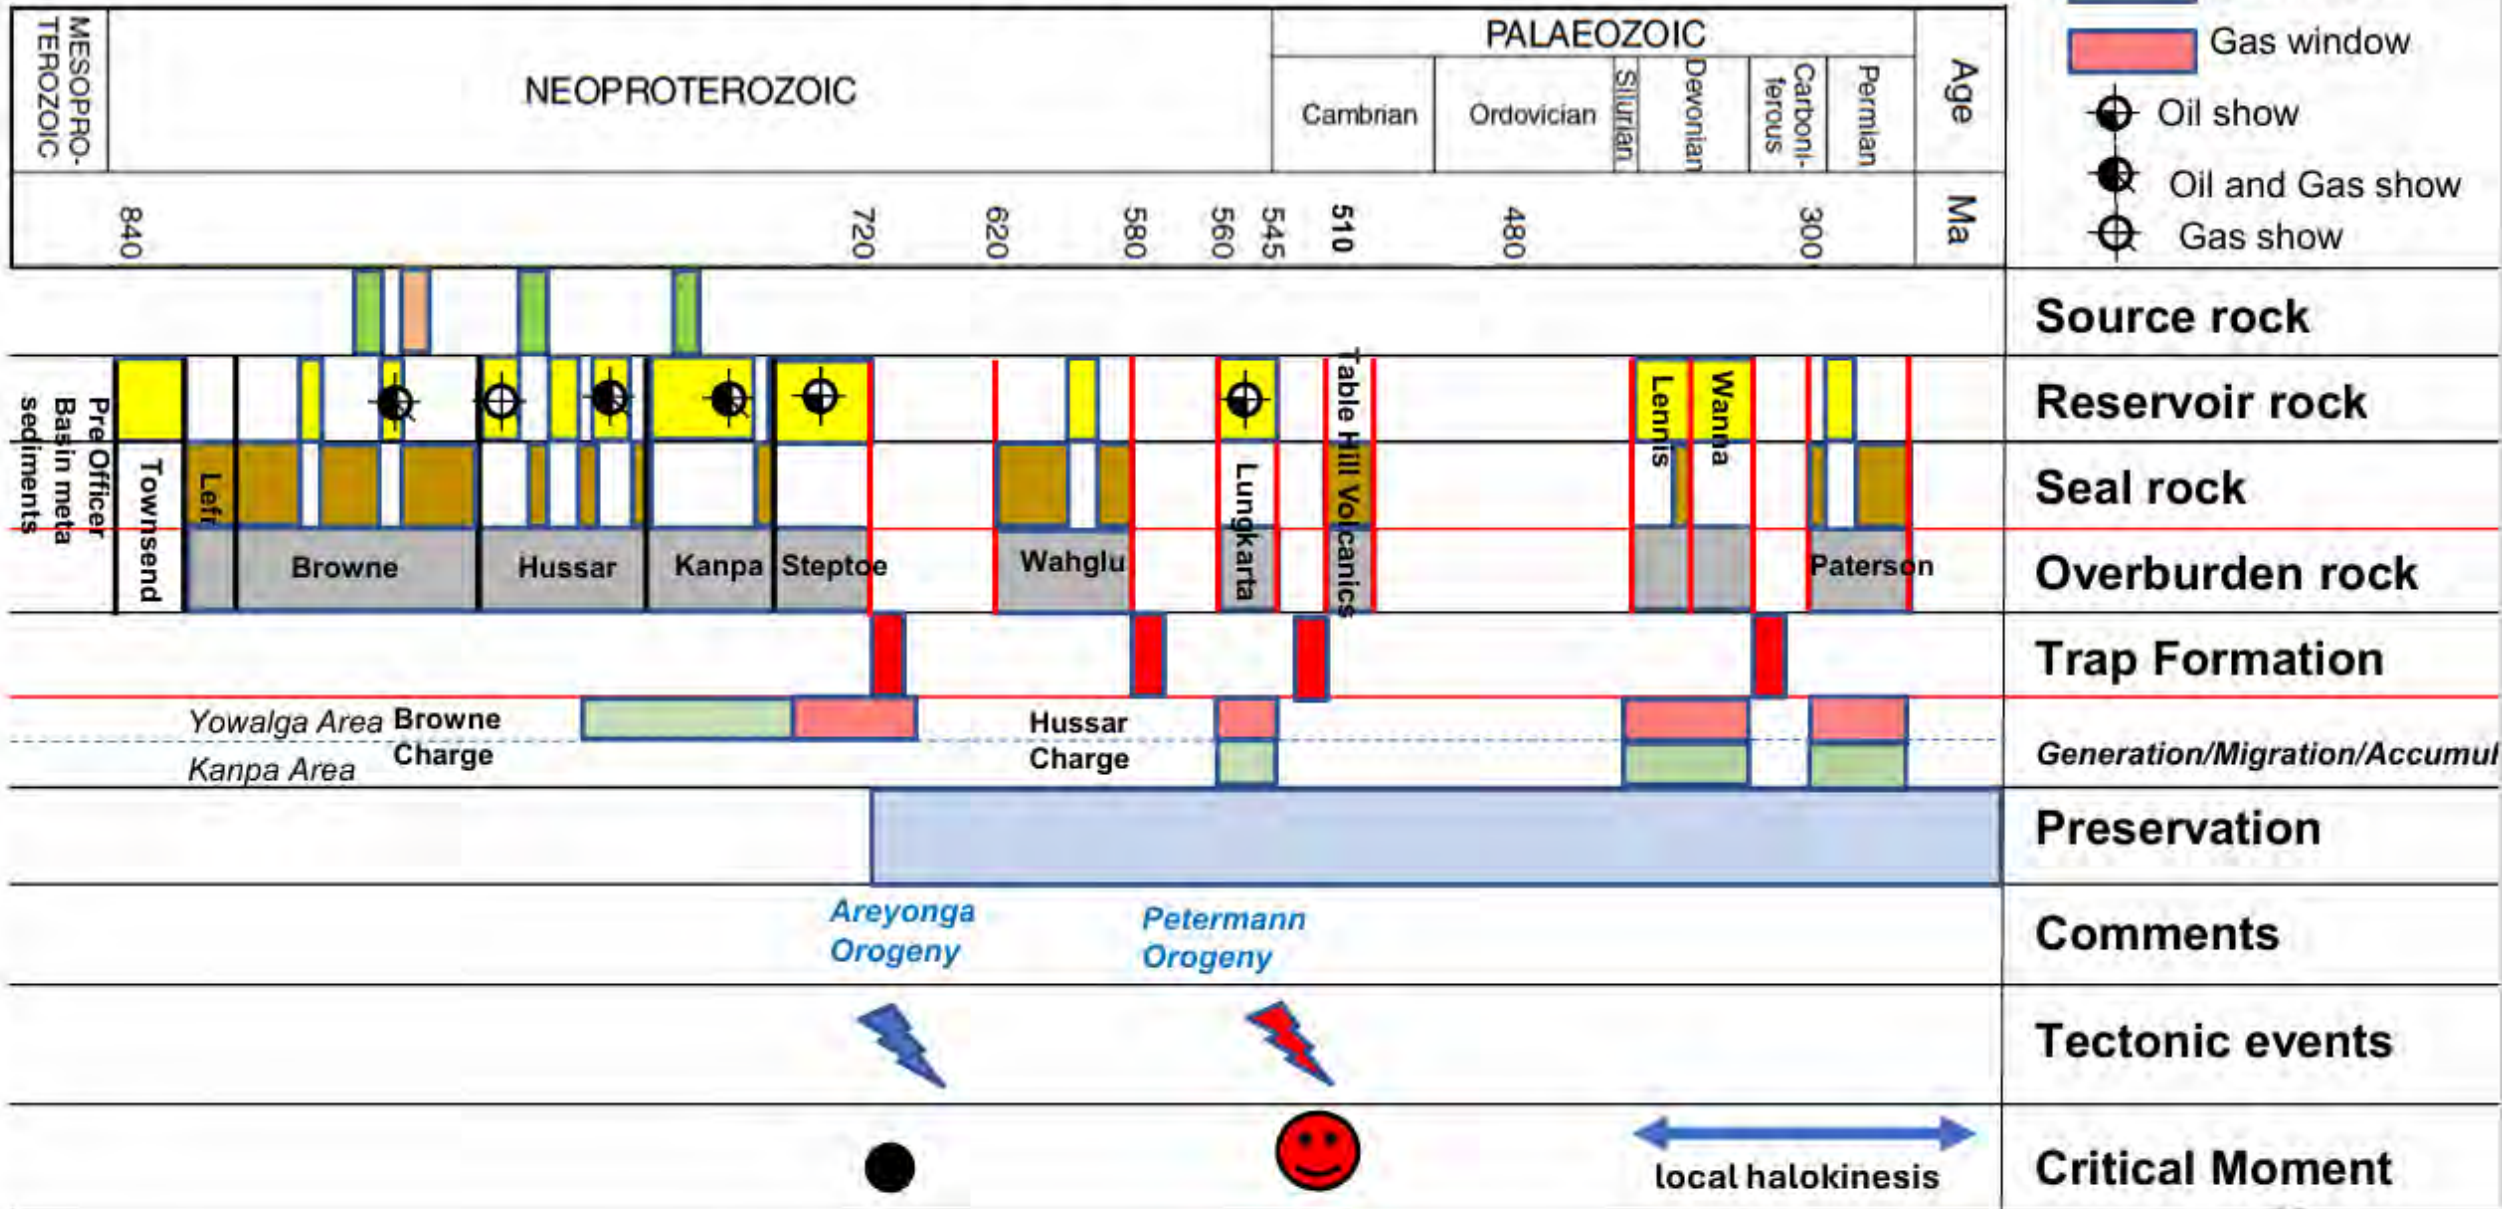 MESOPRO-
TEROZOIC
NEOPROTEROZOIC
PALAEOZOIC
Cambrian
Ordovician
Silurian
Devonian
Carboni-
ferous
Permian
Age
840
720
620
580
560
545
510
480
300
Ma
Gas window
Oil show
Oil and Gas show
Gas show
Source rock
Reservoir rock
Seal rock
Overburden rock
Trap Formation
Generation/Migration/Accumul
Preservation
Comments
Tectonic events
Critical Moment
Pre Officer
Basin meta
sediments
Townsend
Lefr
Browne
Hussar
Kanpa
Steptoe
Wahglu
Lungkarta
Table Hill Volcanics
Lennis
Wanna
Paterson
Yowalga Area
Kanpa Area
Browne
Charge
Hussar
Charge
Areyonga
Orogeny
Petermann
Orogeny
local halokinesis